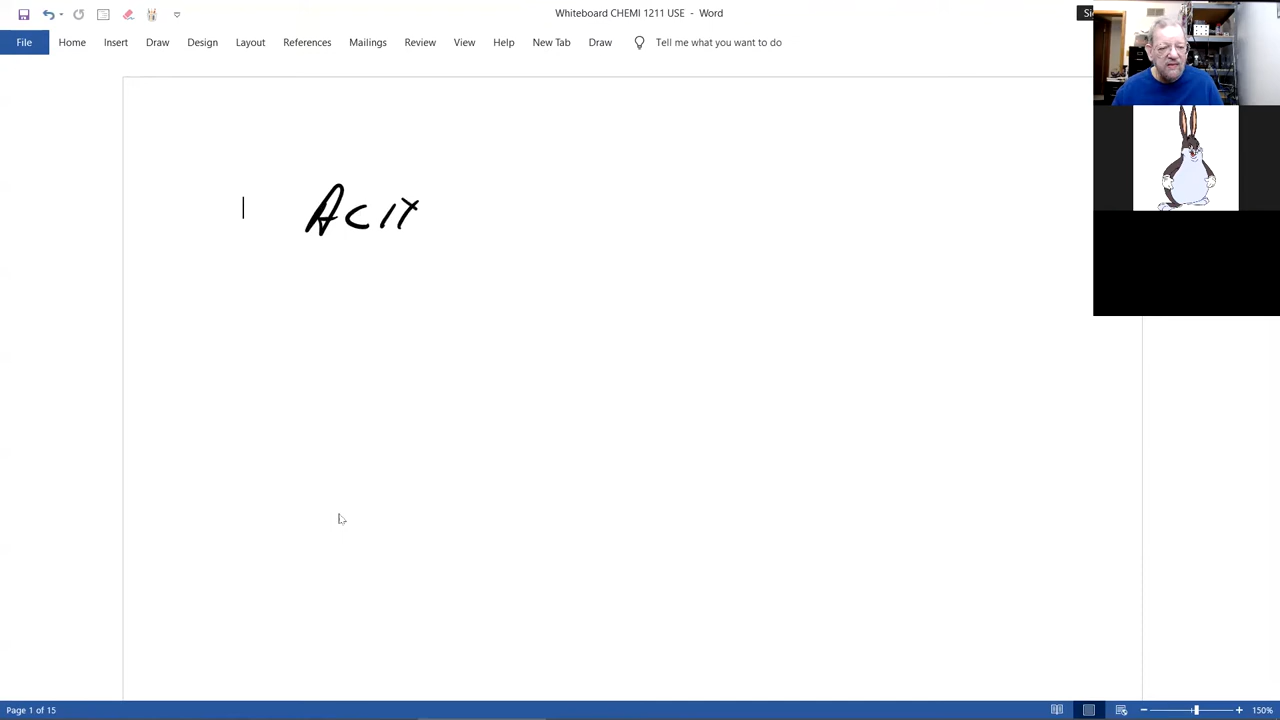 Whiteboard CHEMI 1211 USE - Word
File Home Insert Draw Design Layout References Mailings Review View Help New Tab Draw Tell me what you want to do
Page 1 of 15 150%